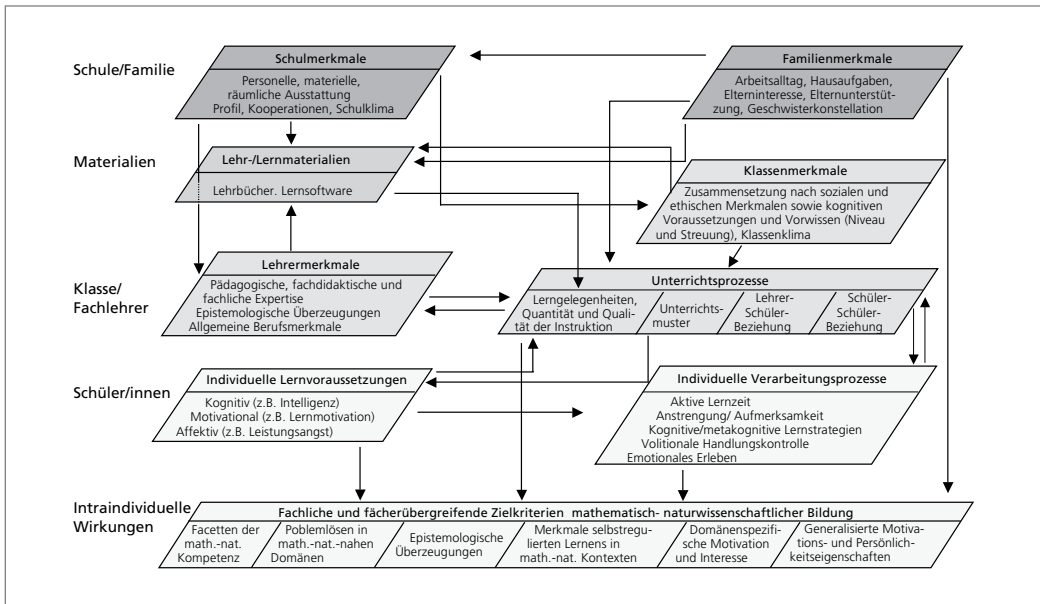 Schule/Familie
Schulmerkmale
Personelle, materielle,
räumliche Ausstattung
Profil, Kooperationen, Schulklima
Familienmerkmale
Arbeitsalltag, Hausaufgaben,
Elterninteresse, Elternunterstüt-
zung, Geschwisterkonstellation
Materialien
Lehr-/Lernmaterialien
Lehrbücher. Lernsoftware
Klassenmerkmale
Zusammensetzung nach sozialen und
ethischen Merkmalen sowie kognitiven
Voraussetzungen und Vorwissen (Niveau
und Streuung), Klassenklima
Klasse/
Fachlehrer
Lehrermerkmale
Pädagogische, fachdidaktische und
fachliche Expertise
Epistemologische Überzeugungen
Allgemeine Berufsmerkmale
Unterrichtsprozesse
Lerngelegenheiten,
Quantität und Quali-
tät der Instruktion
Unterrichts-
muster
Lehrer-
Schüler-
Beziehung
Schüler-
Schüler-
Beziehung
Schüler/innen
Individuelle Lernvoraussetzungen
Kognitiv (z.B. Intelligenz)
Motivational (z.B. Lernmotivation)
Affektiv (z.B. Leistungsangst)
Individuelle Verarbeitungsprozesse
Aktive Lernzeit
Anstrengung/ Aufmerksamkeit
Kognitive/metakognitive Lernstrategien
Volitionale Handlungskontrolle
Emotionales Erleben
Intraindividuelle
Wirkungen
Fachliche und fächerübergreifende Zielkriterien mathematisch- naturwissenschaftlicher Bildung
Facetten der
math.-nat.
Kompetenz
Poblemlösen in
math.-nat.-nahen
Domänen
Epistemologische
Überzeugungen
Merkmale selbstregu-
lierten Lernens in
math.-nat. Kontexten
Domänenspezifi-
sche Motivation
und Interesse
Generalisierte Motiva-
tions- und Persönlich-
keitseigenschaften